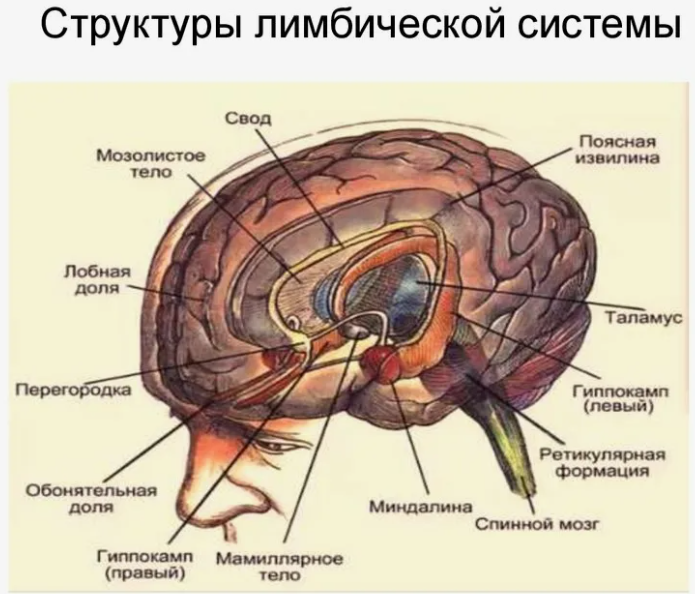 Структуры лимбической системы
Свод
Мозолистое
тело
Поясная
извилина
Лобная
доля
Таламус
Перегородка
Гиппокамп
(левый)
Ретикулярная
формация
Обонятельная
доля
Миндалина
Спинной мозг
Гиппокамп
(правый)
Мамиллярное
тело